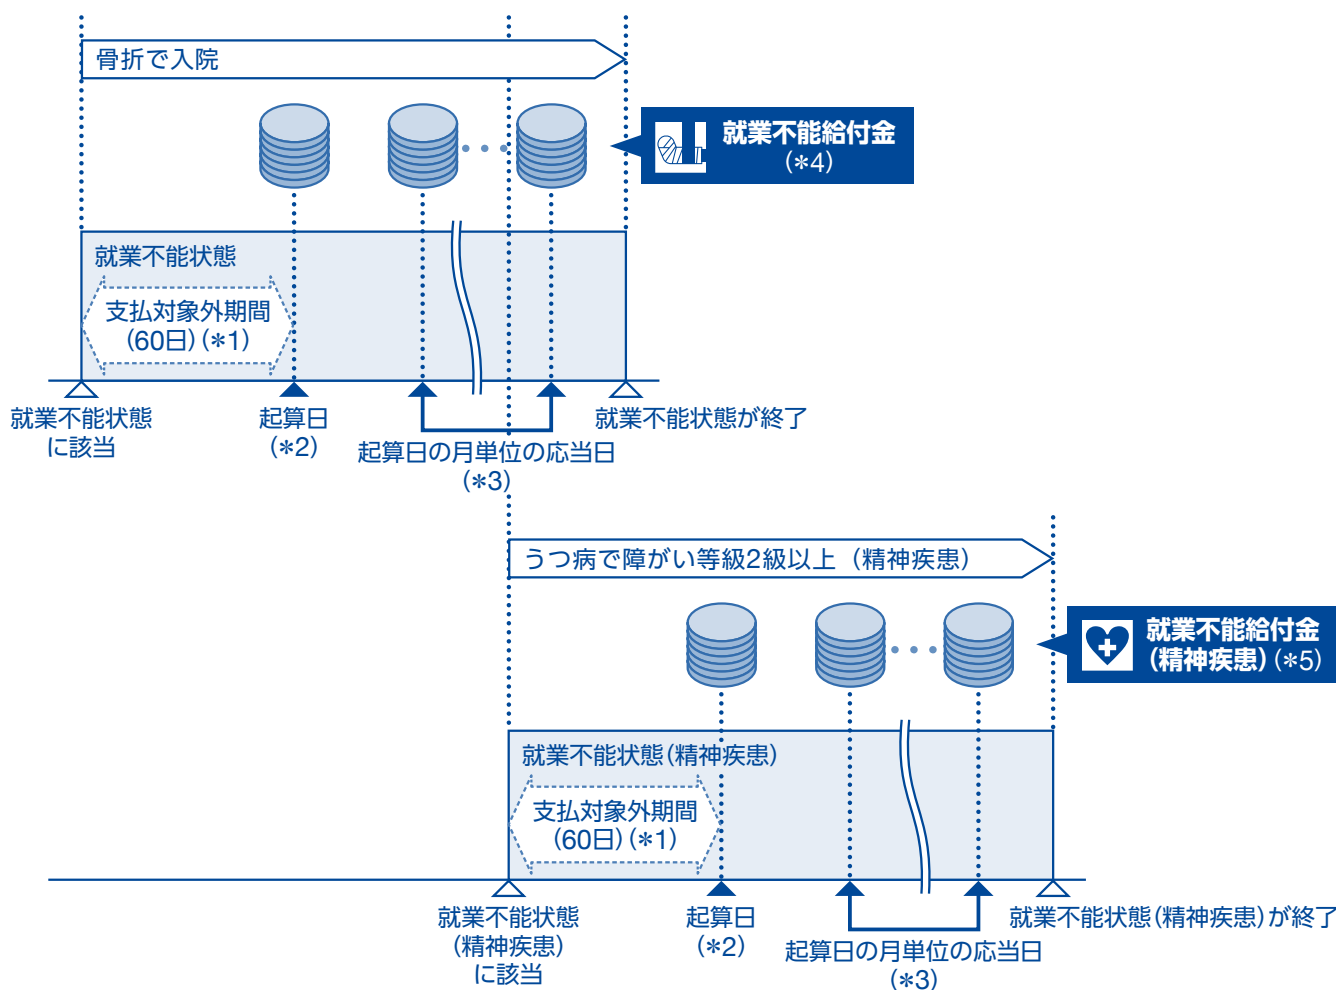 骨折で入院
就業不能給付金
(*4)
就業不能状態
支払対象外期間
(60日)(*1)
就業不能状態
に該当
起算日
(*2)
起算日の月単位の応当日
(*3)
就業不能状態が終了
うつ病で障がい等級2級以上（精神疾患）
就業不能給付金
(精神疾患)(*5)
就業不能状態(精神疾患)
支払対象外期間
(60日)(*1)
就業不能状態
(精神疾患)
に該当
起算日
(*2)
起算日の月単位の応当日
(*3)
就業不能状態(精神疾患)が終了